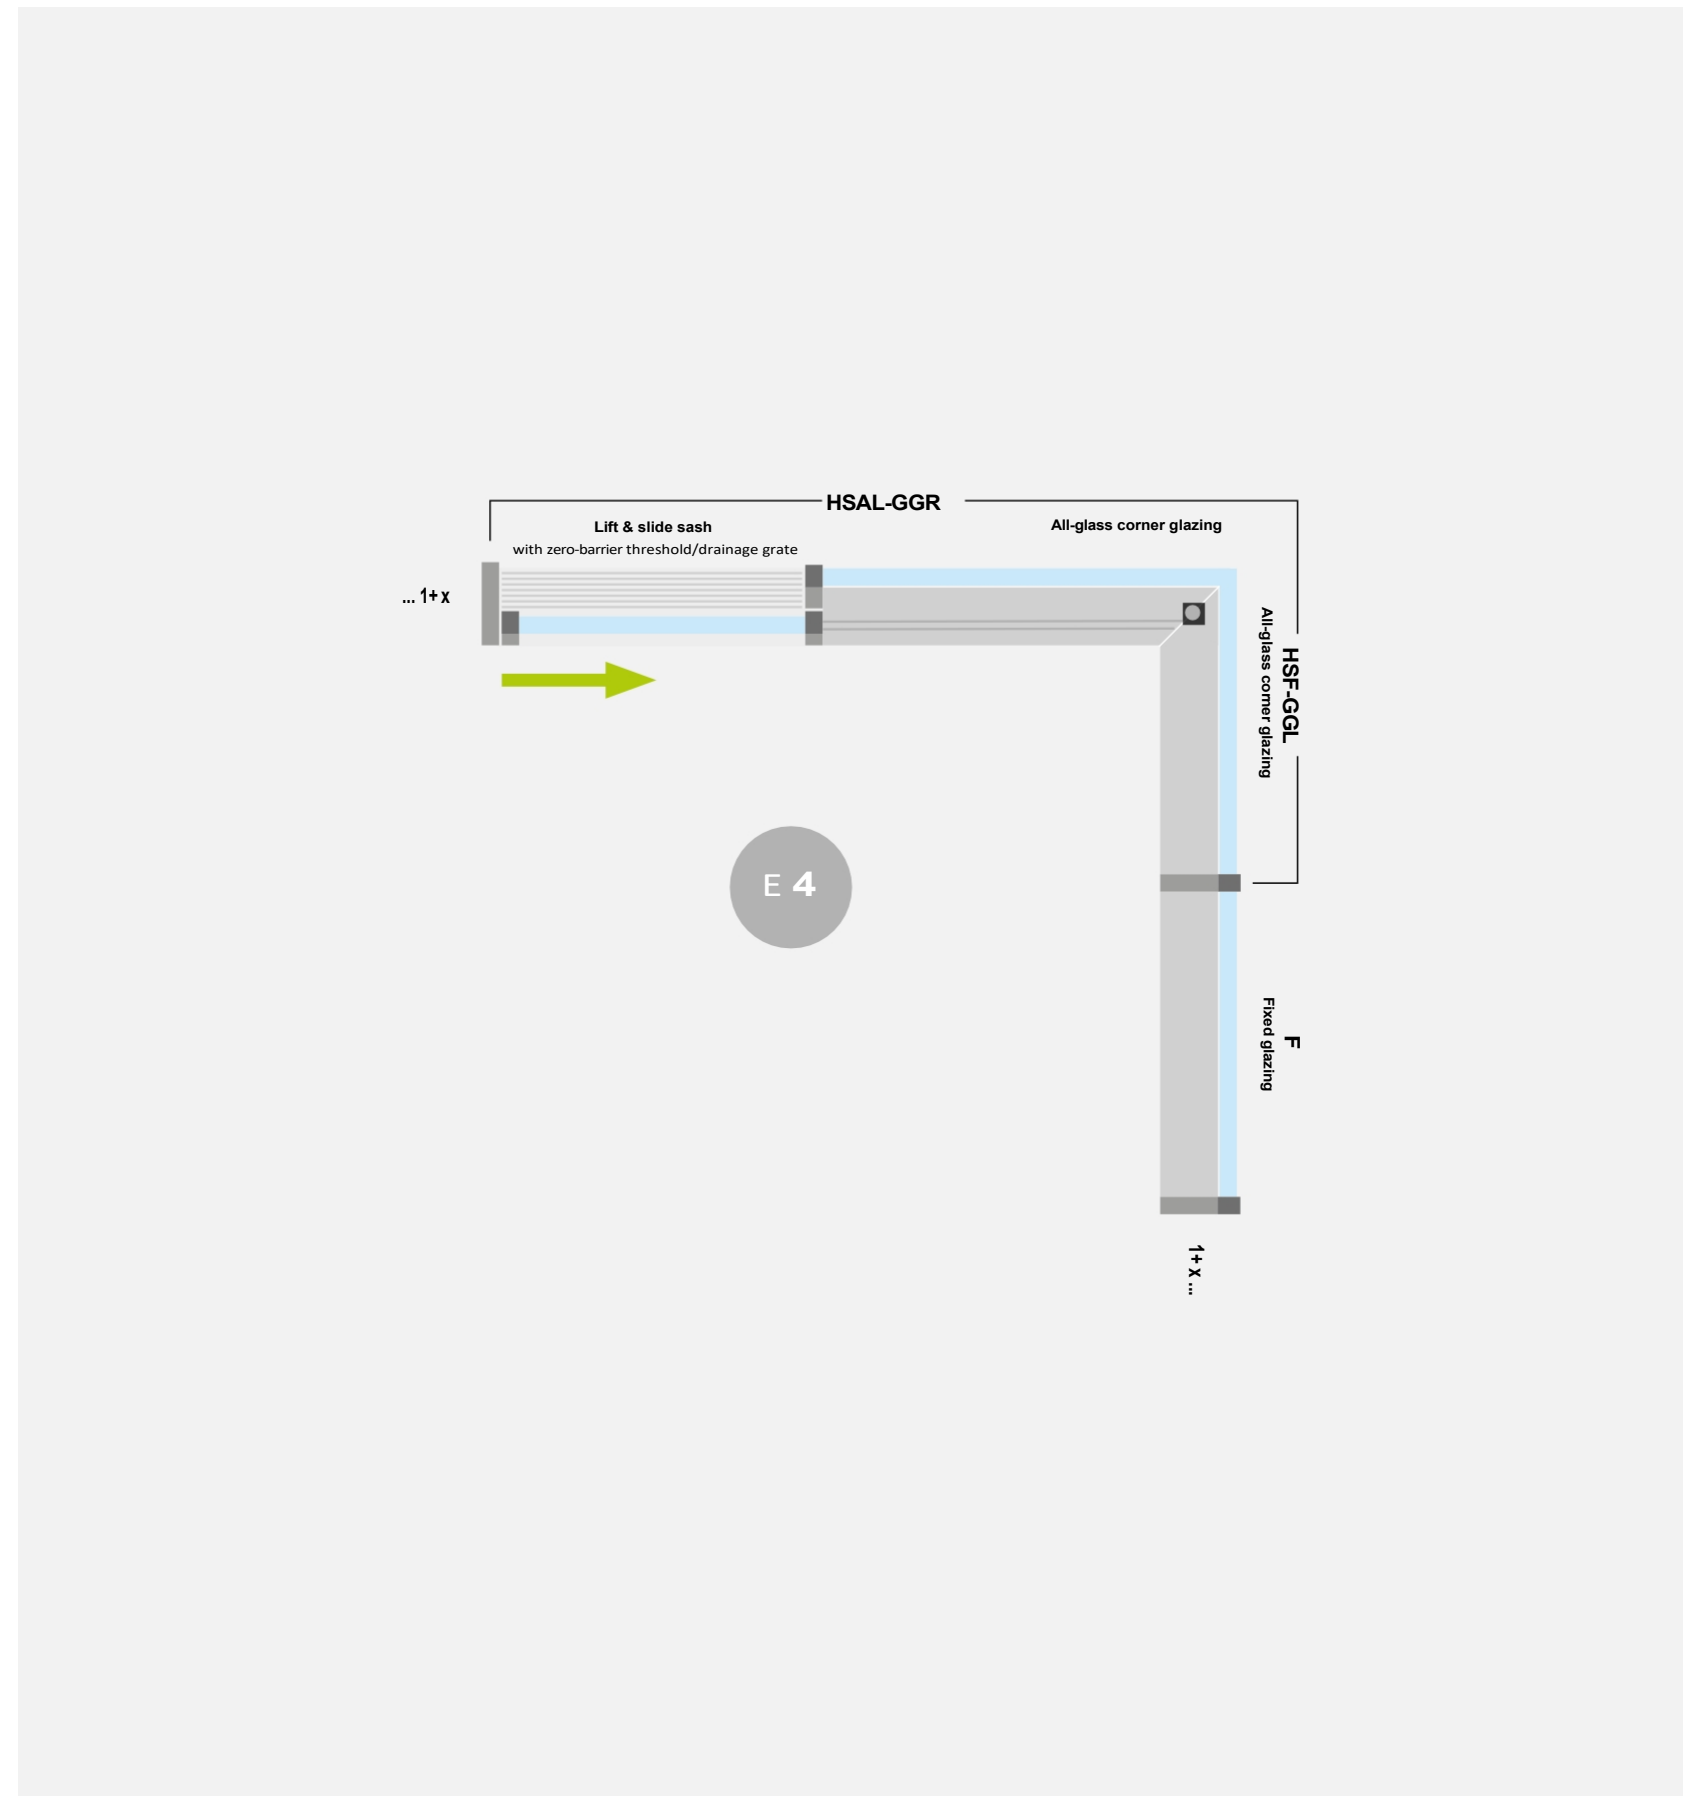 HSAL-GGR
Lift & slide sash
with zero-barrier threshold/drainage grate
All-glass corner glazing
... 1+ x
All-glass corner glazing
HSF-GGL
E 4
Fixed glazing
F
1+ x ...